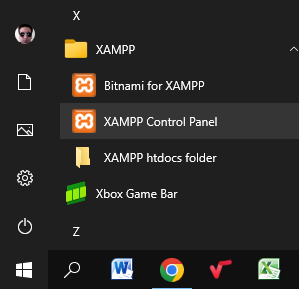 X
XAMPP
Bitnami for XAMPP
XAMPP Control Panel
XAMPP htdocs folder
Xbox Game Bar
Z